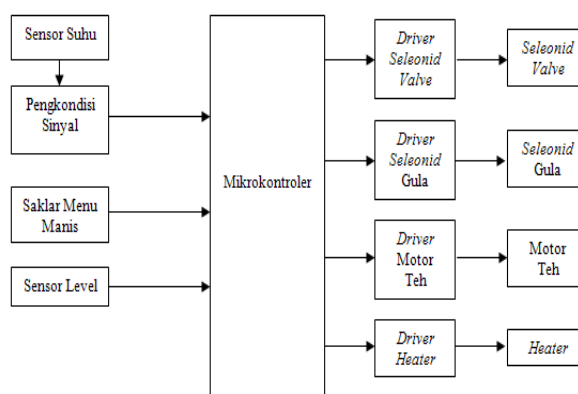 Sensor Suhu
Pengkondisi
Sinyal
Saklar Menu
Manis
Sensor Level
Mikrokontroler
Driver
Seleonid
Valve
Driver
Seleonid
Gula
Driver
Motor
Teh
Driver
Heater
Seleonid
Valve
Seleonid
Gula
Motor
Teh
Heater